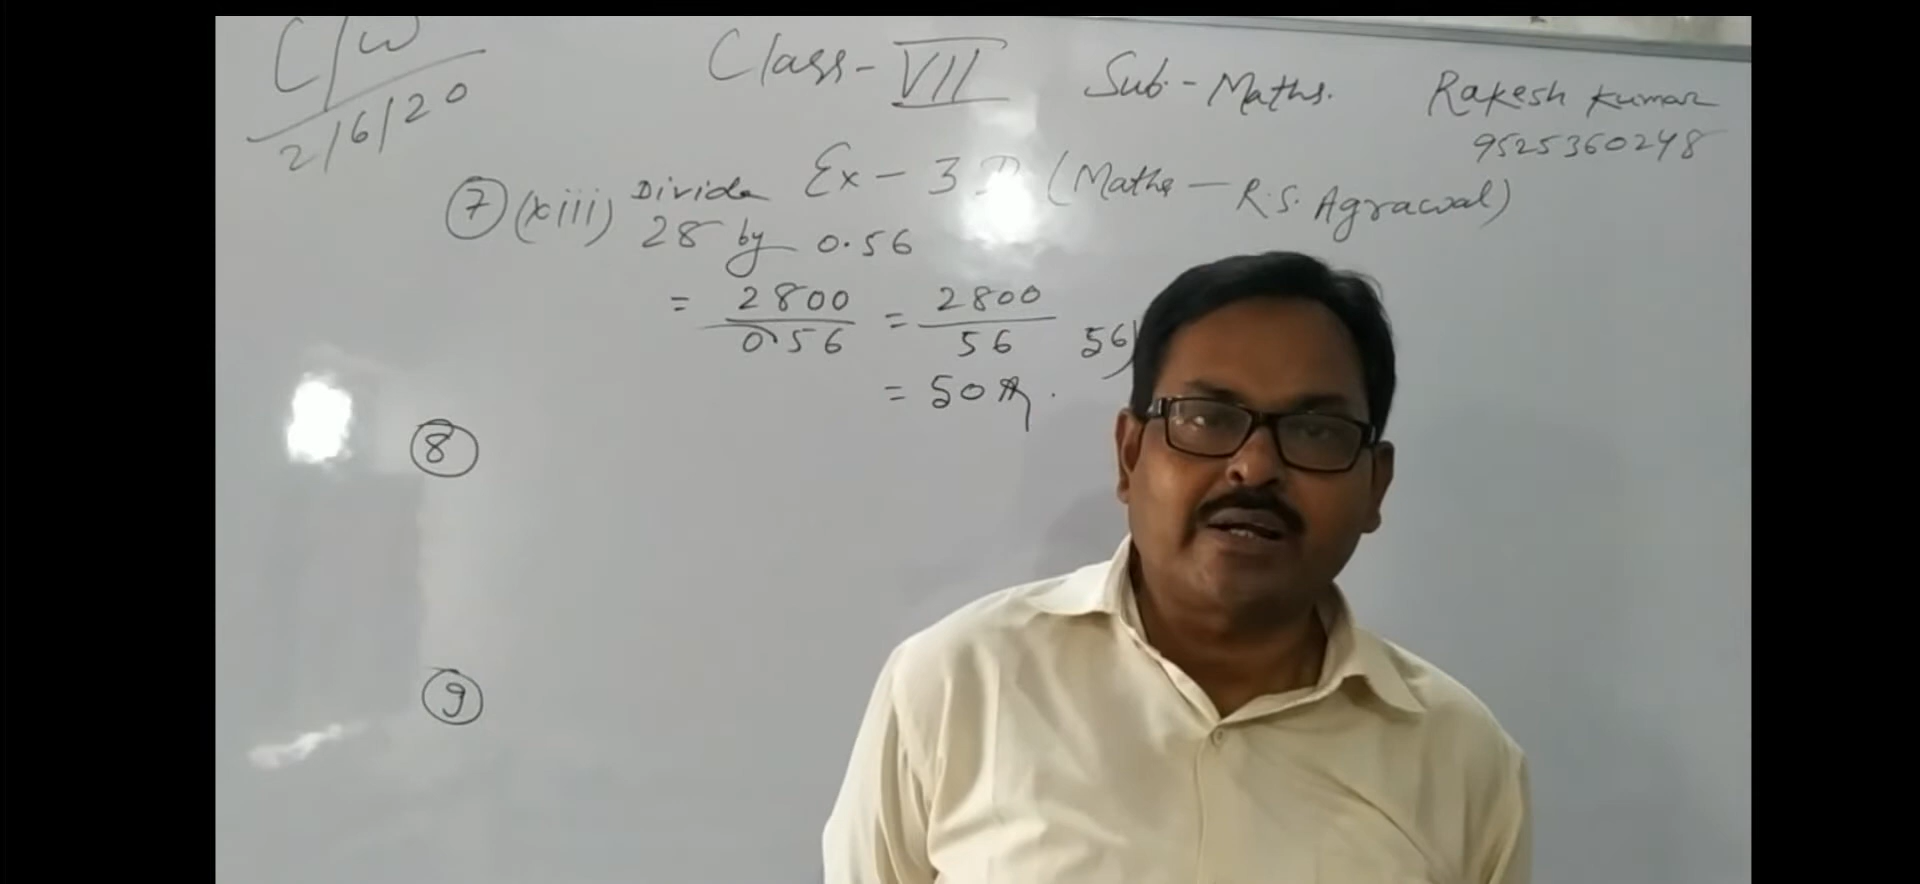 C/W
2/6/20
Class - VII Sub - Maths. Rakesh Kumar
9525360248
Ex - 3D (Maths - R.S. Agrawal)
7 (xiii) Divide
28 by 0.56
= 2800 / 0.56 = 2800 / 56 56)
= 50
8
9